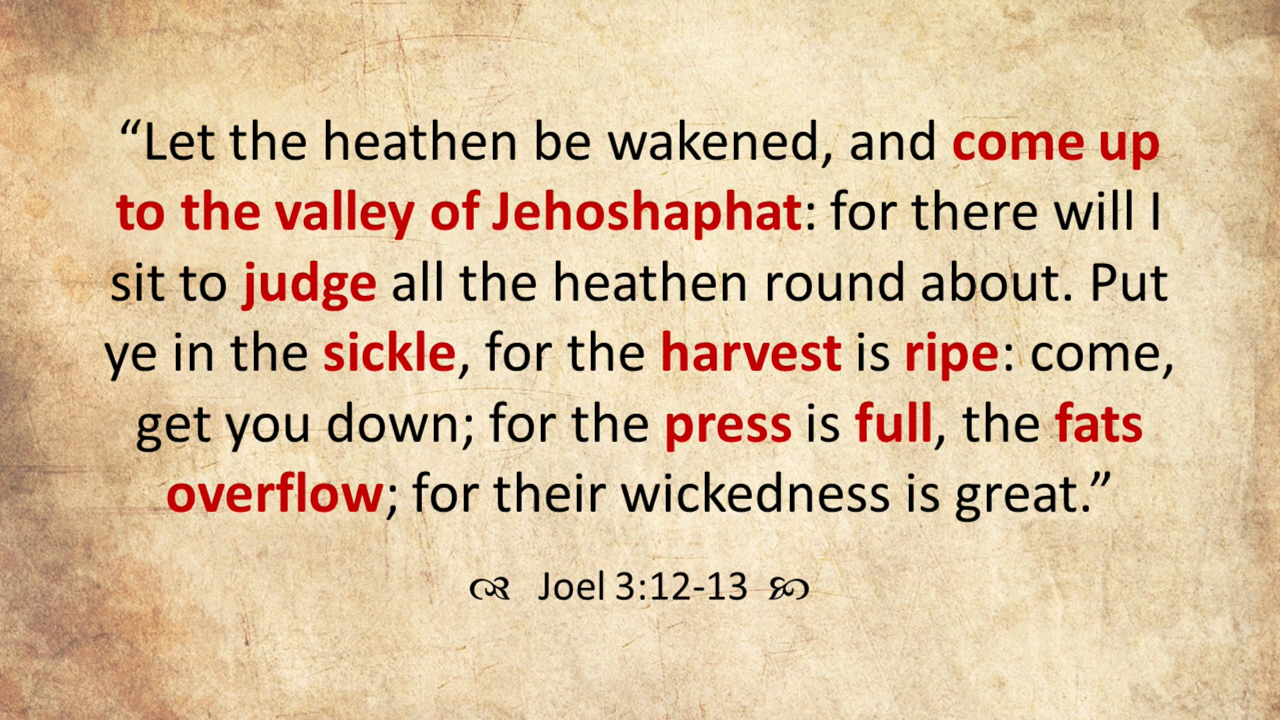 “Let the heathen be wakened, and come up
to the valley of Jehoshaphat: for there will I
sit to judge all the heathen round about. Put
ye in the sickle, for the harvest is ripe: come,
get you down; for the press is full, the fats
overflow; for their wickedness is great.”
Joel 3:12-13